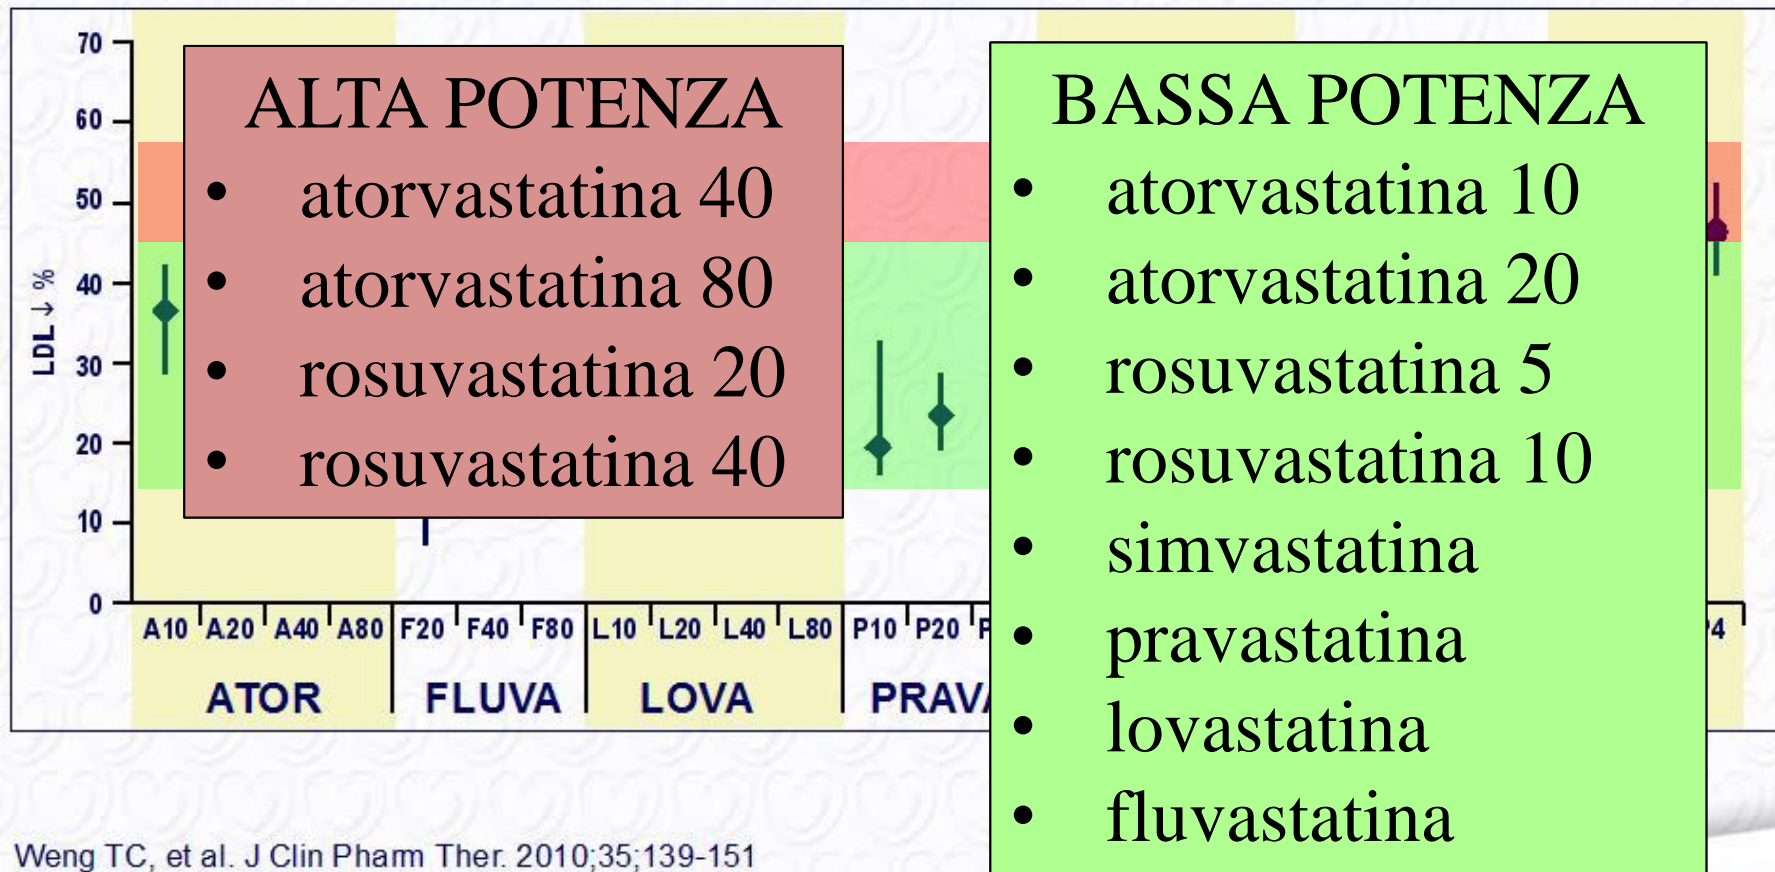 70
60
50
40
30
20
10
0
LDL ↓ %
ALTA POTENZA
• atorvastatina 40
• atorvastatina 80
• rosuvastatina 20
• rosuvastatina 40
BASSA POTENZA
• atorvastatina 10
• atorvastatina 20
• rosuvastatina 5
• rosuvastatina 10
• simvastatina
• pravastatina
• lovastatina
• fluvastatina
A10 A20 A40 A80 F20 F40 F80 L10 L20 L40 L80 P10 P20
ATOR FLUVA LOVA PRAVA
Weng TC, et al. J Clin Pharm Ther. 2010;35;139-151